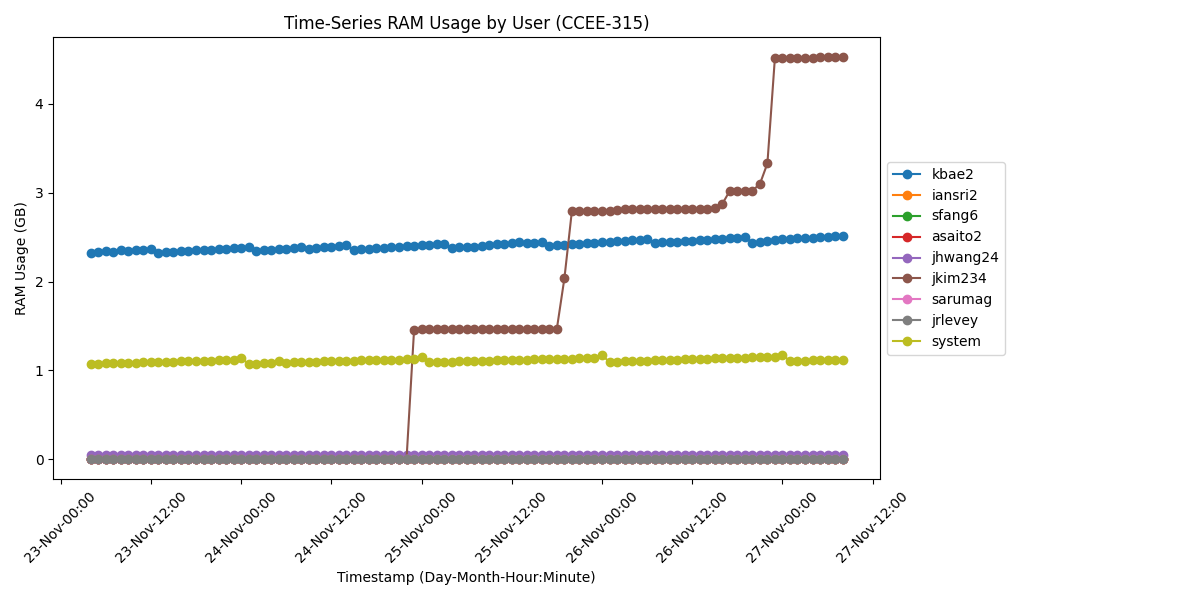 Time-Series RAM Usage by User (CCEE-315)
RAM Usage (GB)
4
3
2
1
0
23-Nov-00:00
23-Nov-12:00
24-Nov-00:00
24-Nov-12:00
25-Nov-00:00
25-Nov-12:00
26-Nov-00:00
26-Nov-12:00
27-Nov-00:00
27-Nov-12:00
Timestamp (Day-Month-Hour:Minute)
kbae2
iansri2
sfang6
asaito2
jhwang24
jkim234
sarumag
jrlevey
system